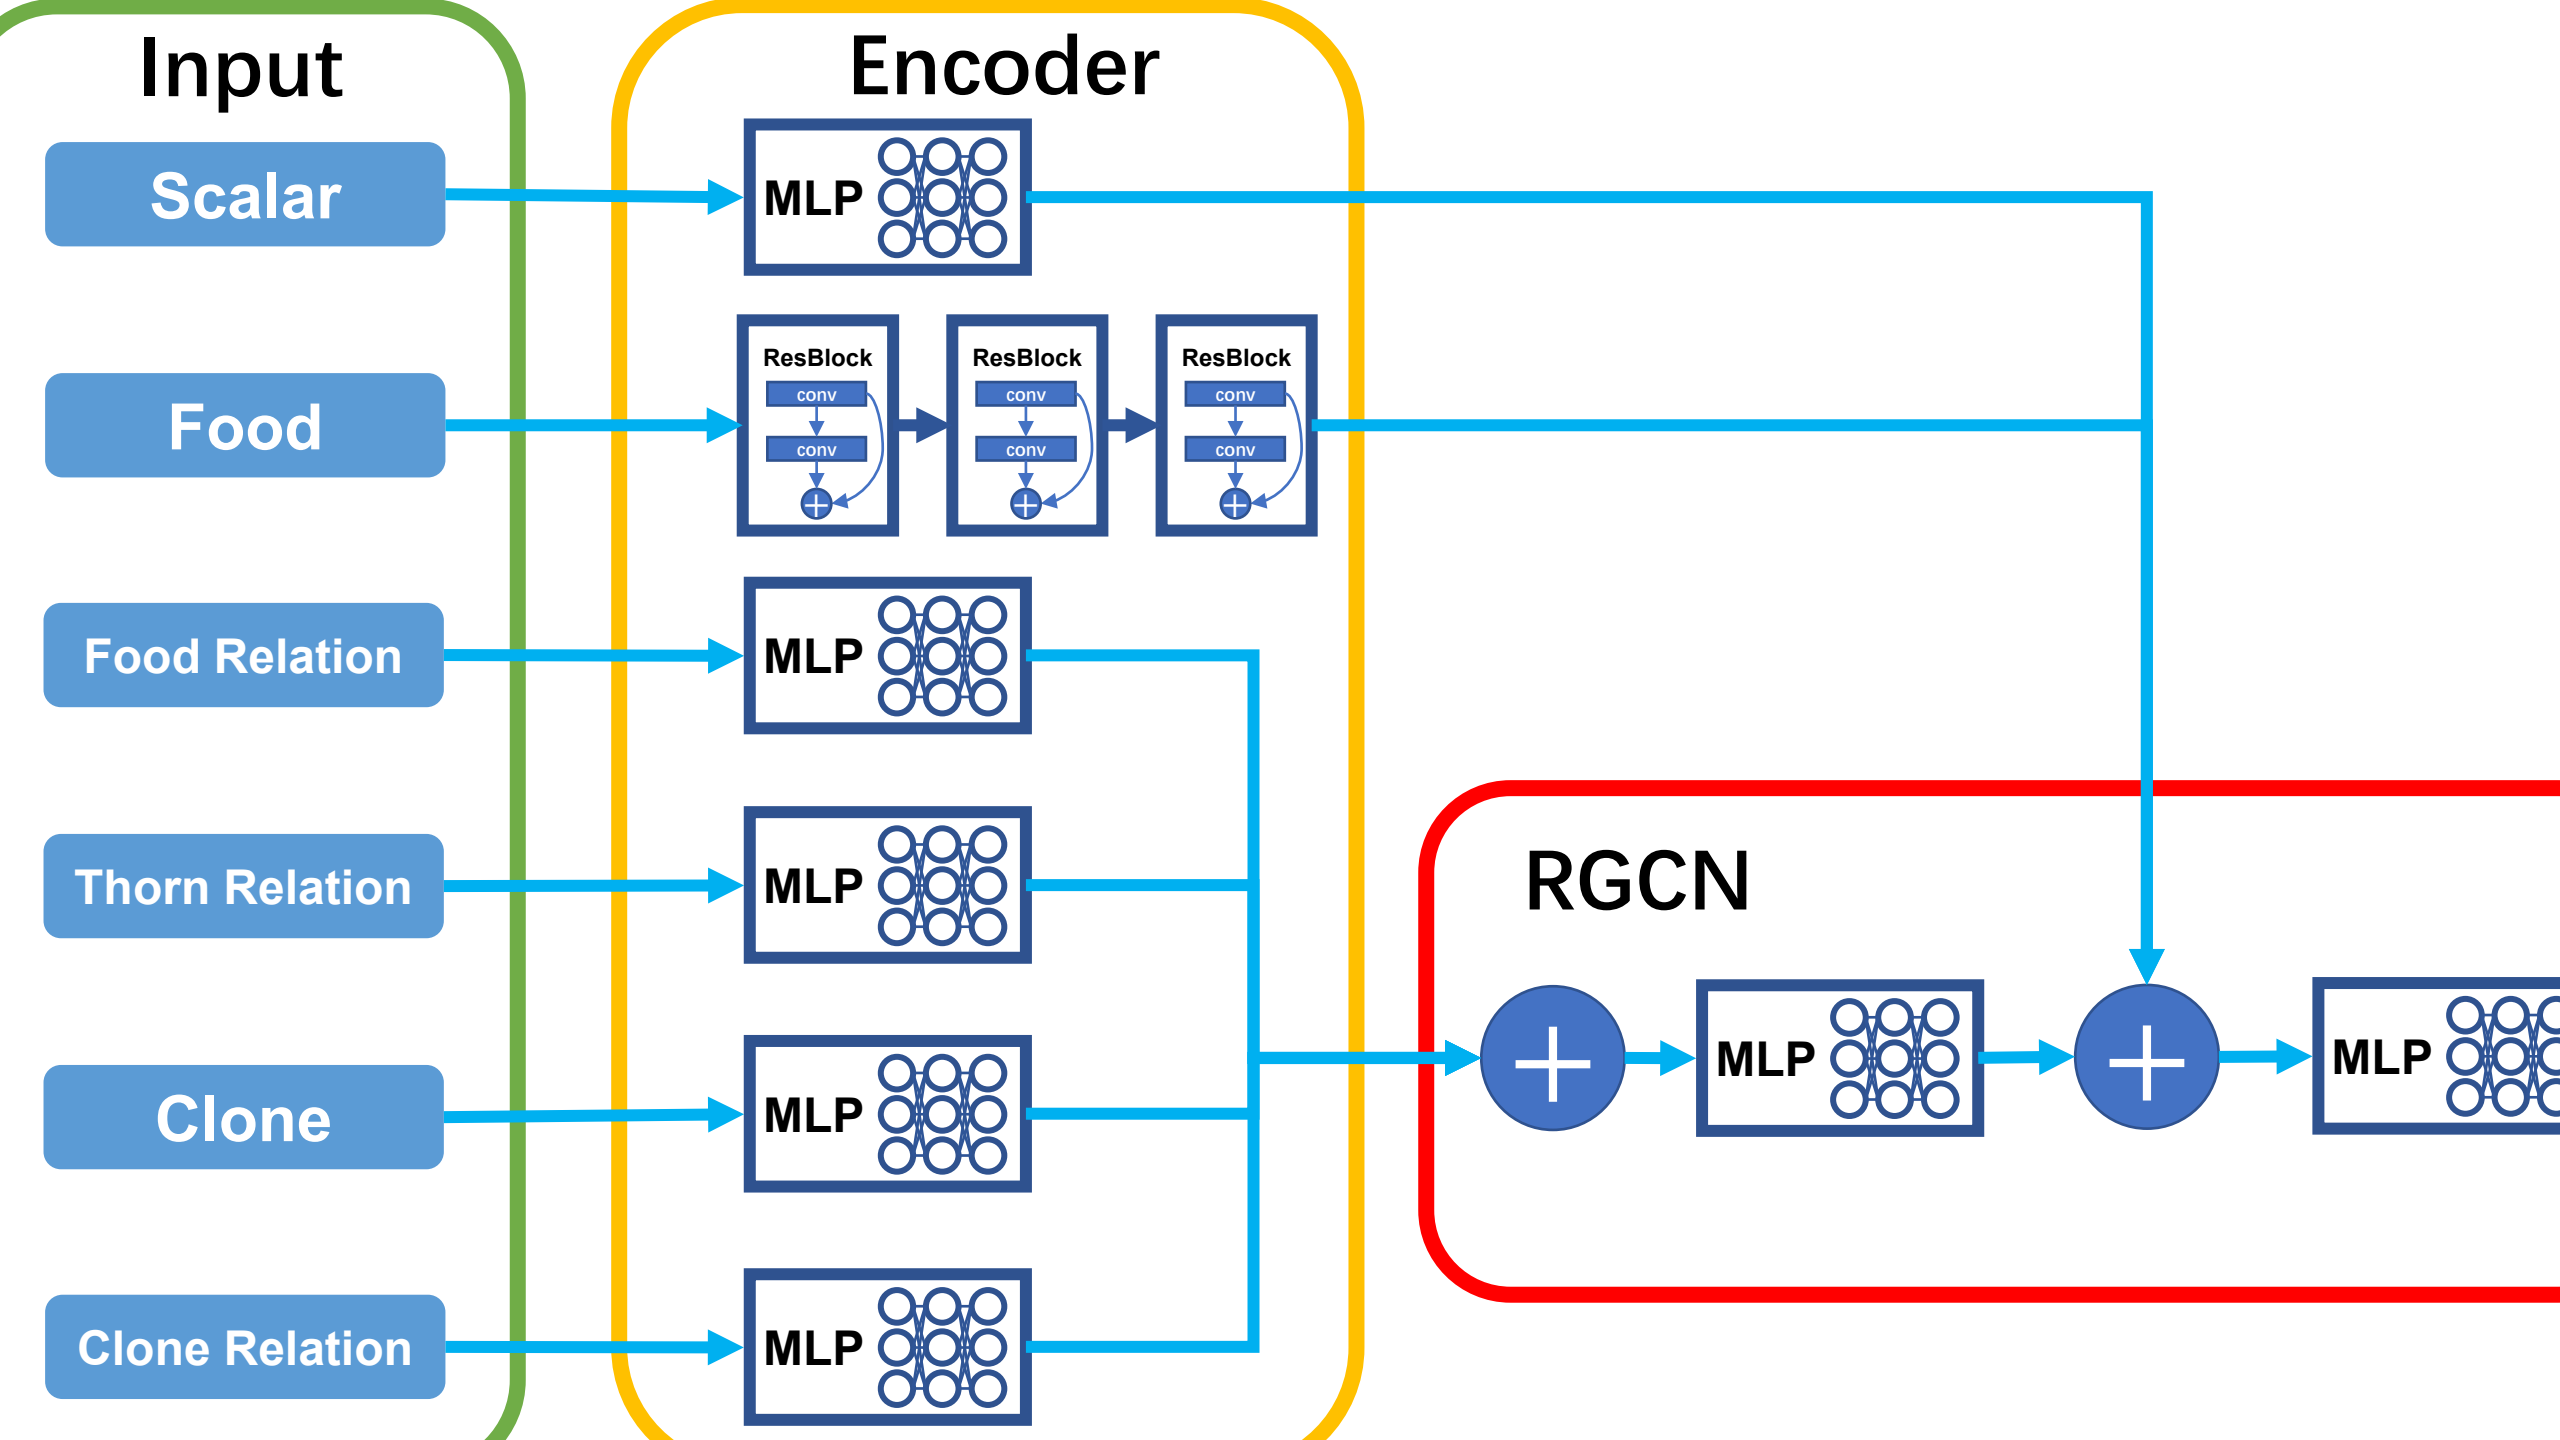 Input
Encoder
Scalar
MLP
Food
ResBlock
conv
conv
ResBlock
conv
conv
ResBlock
conv
conv
Food Relation
MLP
Thorn Relation
MLP
Clone
MLP
Clone Relation
MLP
RGCN
MLP
MLP